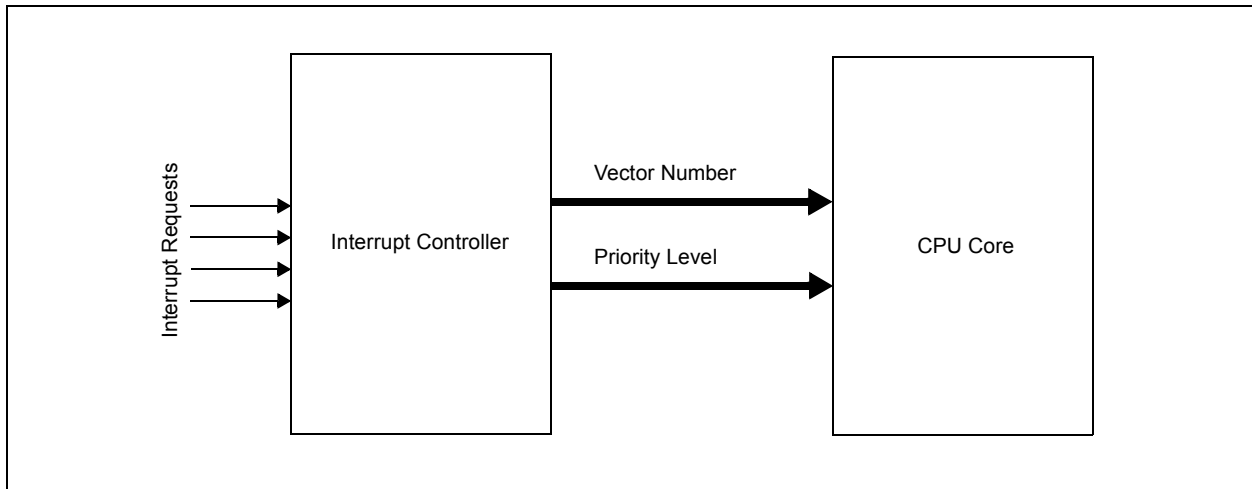 Interrupt Requests
Interrupt Controller
Vector Number
Priority Level
CPU Core